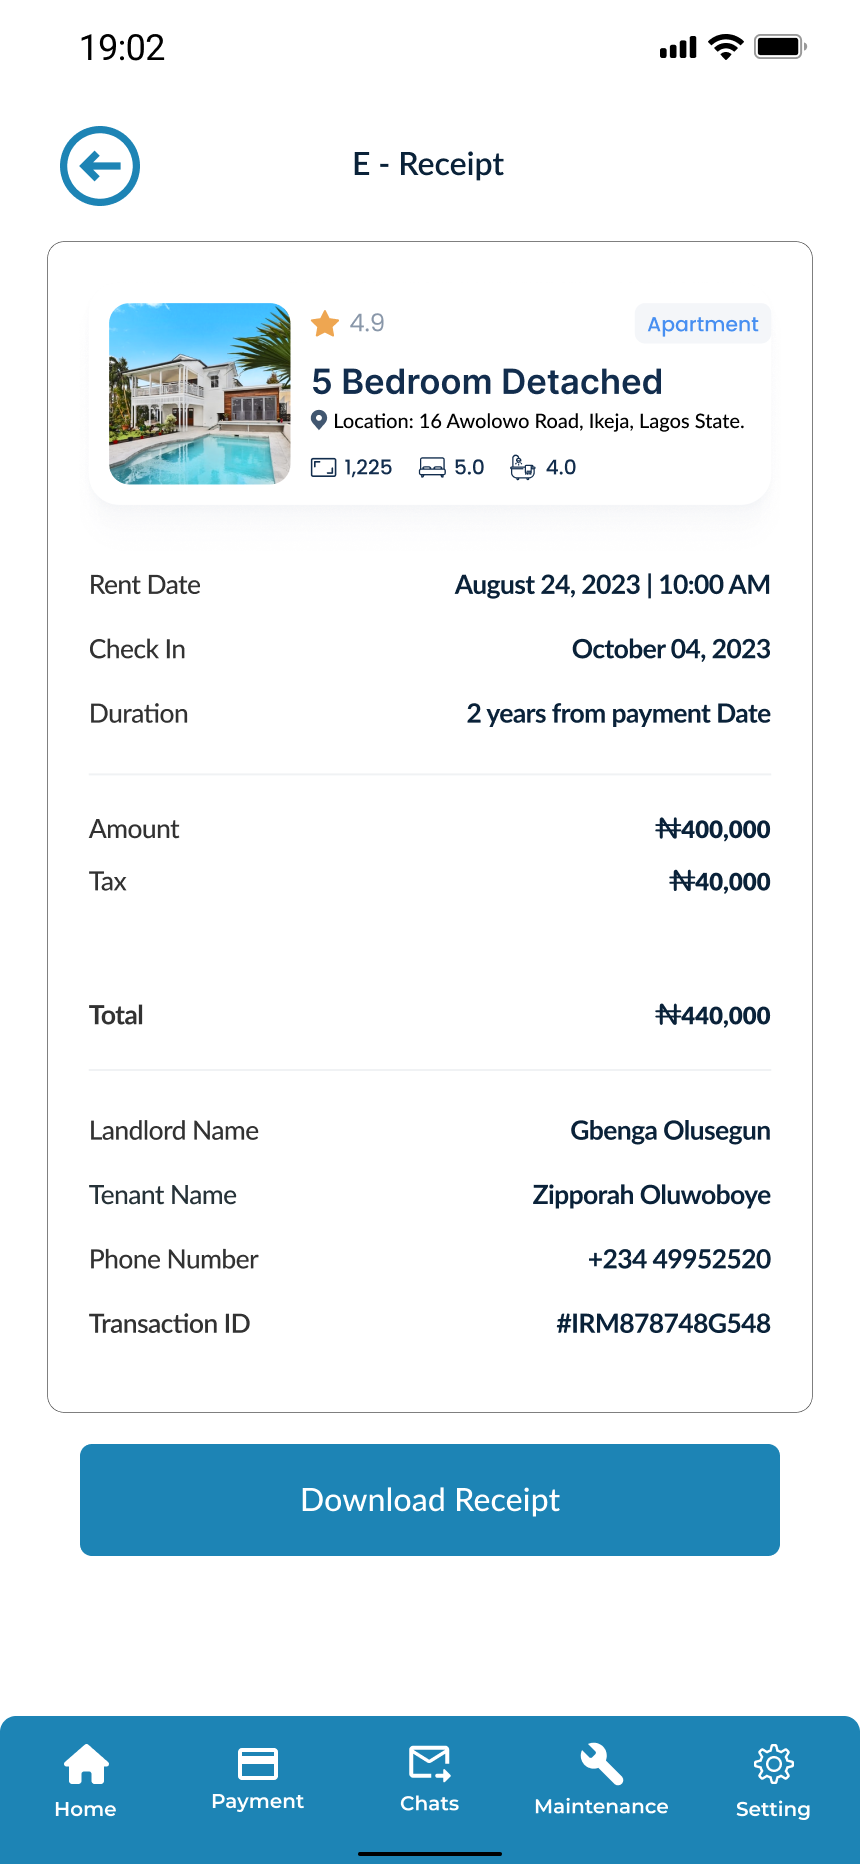 19:02
E - Receipt
4.9
Apartment
5 Bedroom Detached
Location: 16 Awolowo Road, Ikeja, Lagos State.
1,225 5.0 4.0
Rent Date August 24, 2023 | 10:00 AM
Check In October 04, 2023
Duration 2 years from payment Date
Amount ₦400,000
Tax ₦40,000
Total ₦440,000
Landlord Name Gbenga Olusegun
Tenant Name Zipporah Oluwoboye
Phone Number +234 49952520
Transaction ID #IRM878748G548
Download Receipt
Home Payment Chats Maintenance Setting